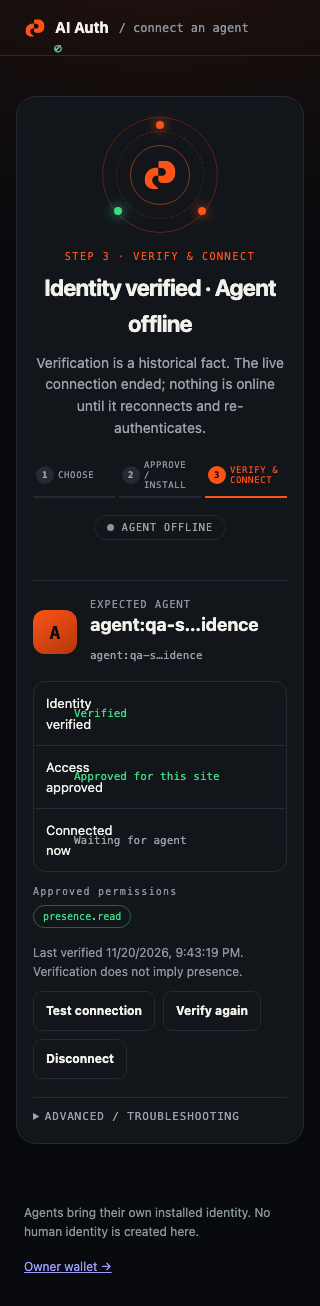 AI Auth / connect an agent
STEP 3 · VERIFY & CONNECT
Identity verified · Agent
offline
Verification is a historical fact. The live
connection ended; nothing is online
until it reconnects and re-
authenticates.
1 CHOOSE
2 APPROVE
/
INSTALL
3 VERIFY &
CONNECT
AGENT OFFLINE
EXPECTED AGENT
A
agent:qa-s...idence
agent:qa-s…idence
Identity
verified
Verified
Access
approved
Approved for this site
Connected
now
Waiting for agent
Approved permissions
presence.read
Last verified 11/20/2026, 9:43:19 PM.
Verification does not imply presence.
Test connection
Verify again
Disconnect
▶ ADVANCED / TROUBLESHOOTING
Agents bring their own installed identity. No
human identity is created here.
Owner wallet →